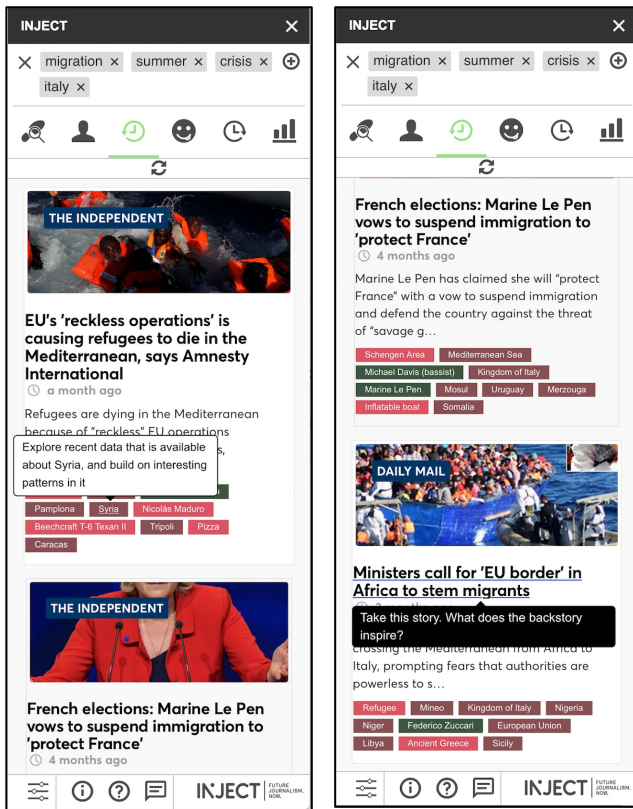 INJECT
migration × summer × crisis ×
italy ×
THE INDEPENDENT
EU's 'reckless operations' is
causing refugees to die in the
Mediterranean, says Amnesty
International
a month ago
Refugees are dying in the Mediterranean
because of "reckless" EU operations
Explore recent data that is available
about Syria, and build on interesting
patterns in it
Pamplona Syria Nicolás Maduro
Beechcraft T-6 Texan II Tripoli Pizza
Caracas
THE INDEPENDENT
French elections: Marine Le Pen
vows to suspend immigration to
'protect France'
4 months ago
INJECT FUTURE JOURNALISM. NOW.
INJECT
migration × summer × crisis ×
italy ×
French elections: Marine Le Pen
vows to suspend immigration to
'protect France'
4 months ago
Marine Le Pen has claimed she will "protect
France" with a vow to suspend immigration
and defend the country against the threat
of "savage g...
Schengen Area Mediterranean Sea
Michael Davis (bassist) Kingdom of Italy
Marine Le Pen Mosul Uruguay Merzouga
Inflatable boat Somalia
DAILY MAIL
Ministers call for 'EU border' in
Africa to stem migrants
Take this story. What does the backstory
inspire?
crossing the Mediterranean from Africa to
Italy, prompting fears that authorities are
powerless to s...
Refugee Mineo Kingdom of Italy Nigeria
Niger Federico Zuccari European Union
Libya Ancient Greece Sicily
INJECT FUTURE JOURNALISM. NOW.